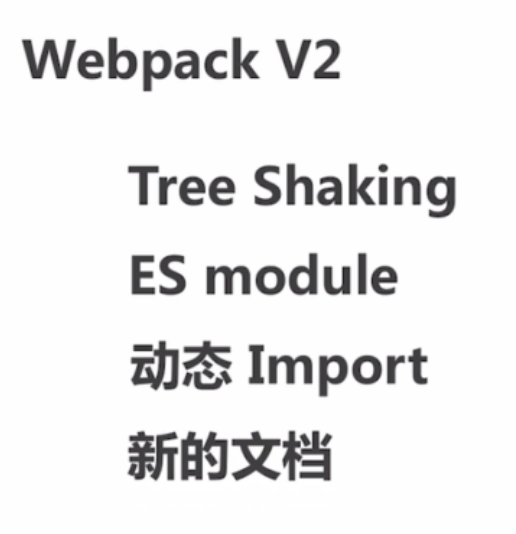 Webpack V2
Tree Shaking
ES module
动态 Import
新的文档